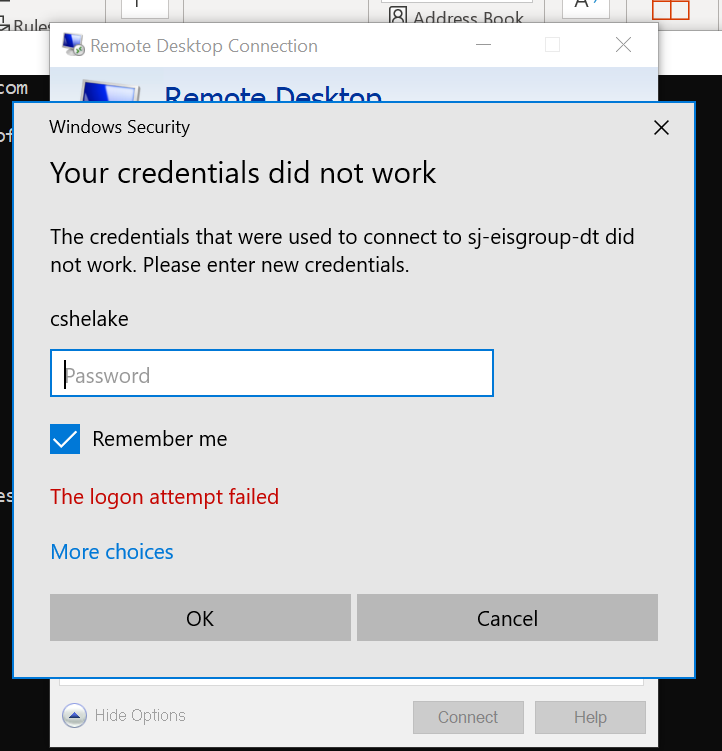 Rules
Address Book
Remote Desktop Connection
com
Remote Desktop
of
Windows Security
Your credentials did not work
The credentials that were used to connect to sj-eisgroup-dt did
not work. Please enter new credentials.
cshelake
Password
Remember me
es
The logon attempt failed
More choices
OK
Cancel
Hide Options
Connect
Help